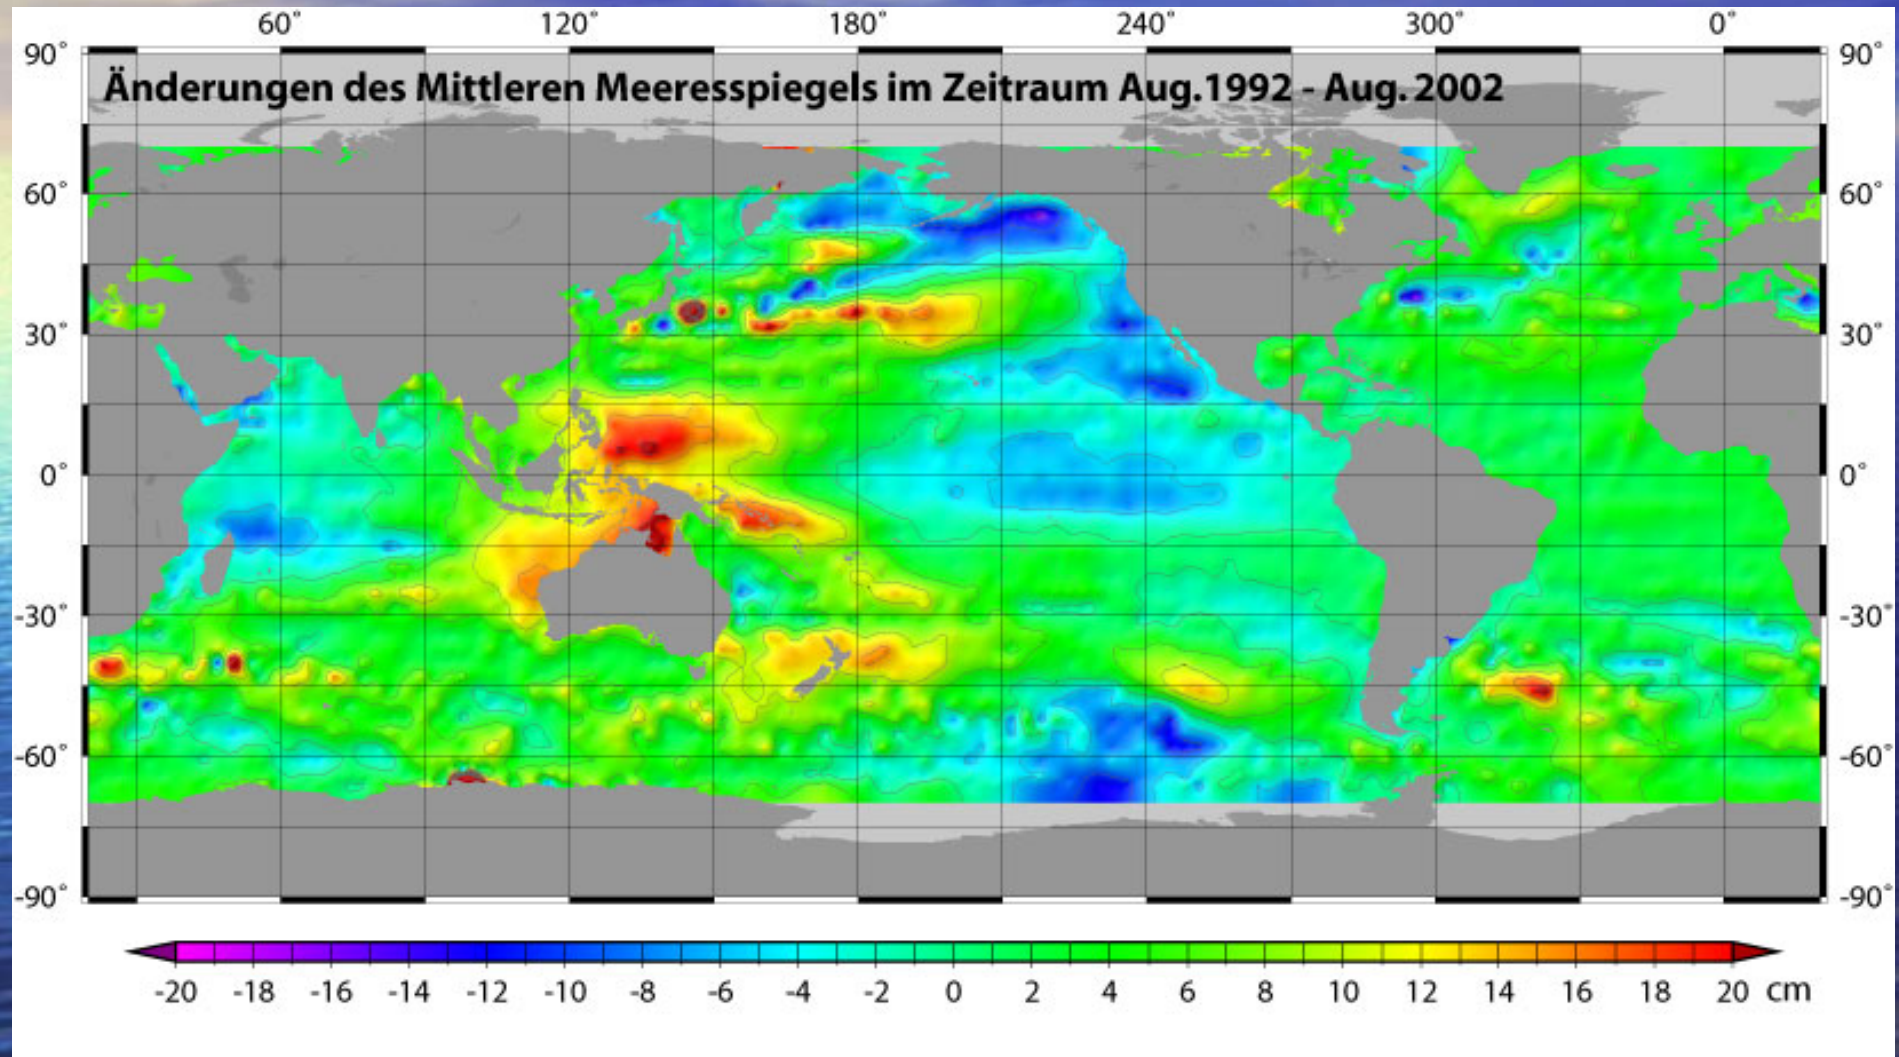 60° 120° 180° 240° 300° 0°
90° 90°
Änderungen des Mittleren Meeresspiegels im Zeitraum Aug.1992 - Aug. 2002
60° 60°
30° 30°
0° 0°
-30° -30°
-60° -60°
-90° -90°
-20 -18 -16 -14 -12 -10 -8 -6 -4 -2 0 2 4 6 8 10 12 14 16 18 20 cm